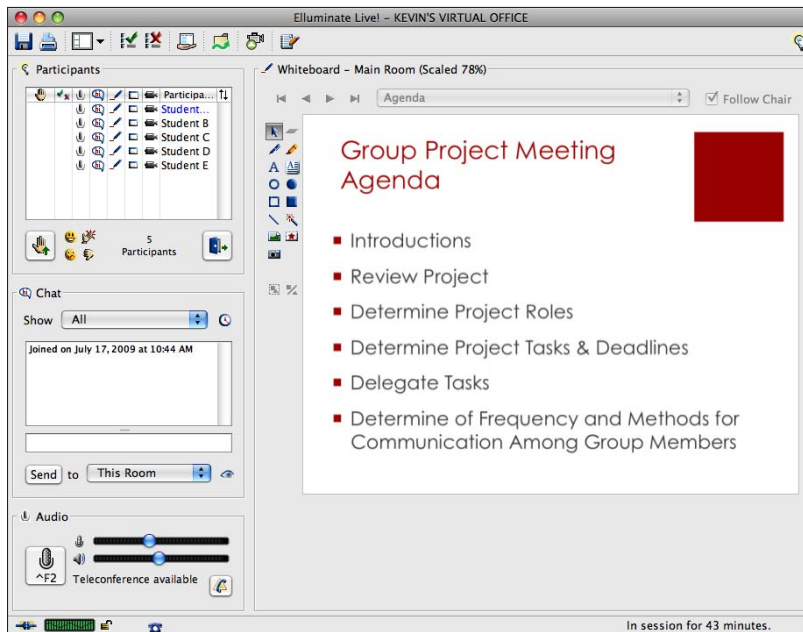 Elluminate Live! – KEVIN'S VIRTUAL OFFICE
Participants
Participa...
Student...
Student B
Student C
Student D
Student E
5
Participants
Chat
Show All
Joined on July 17, 2009 at 10:44 AM
Send to This Room
Audio
^F2
Teleconference available
Whiteboard – Main Room (Scaled 78%)
Agenda
Follow Chair
A A
Group Project Meeting
Agenda
Introductions
Review Project
Determine Project Roles
Determine Project Tasks & Deadlines
Delegate Tasks
Determine of Frequency and Methods for
Communication Among Group Members
In session for 43 minutes.